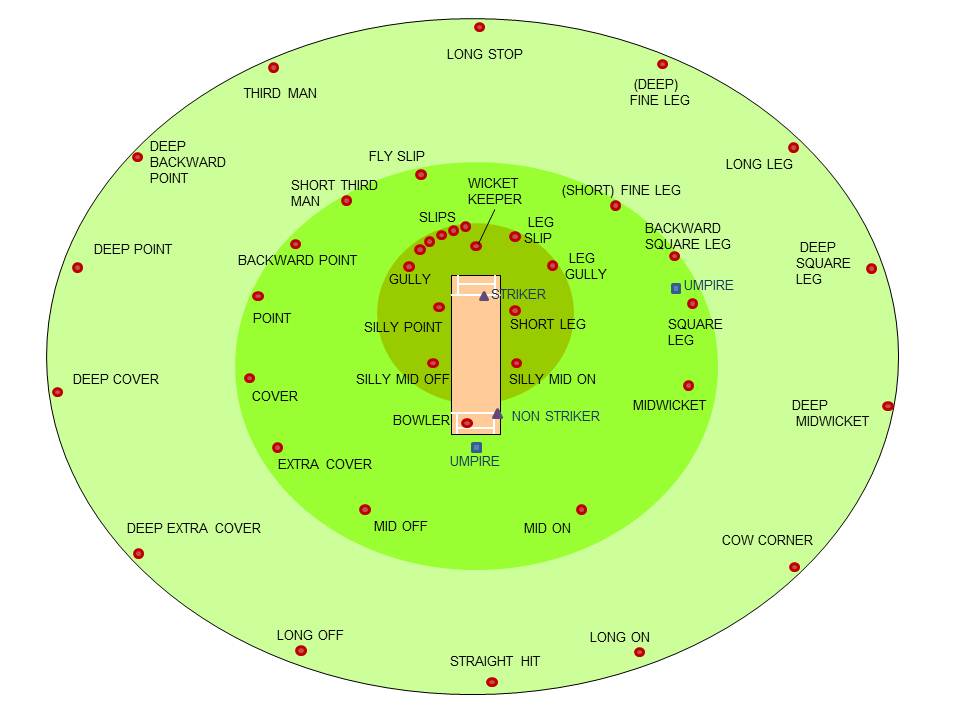 LONG STOP
THIRD MAN
(DEEP)
FINE LEG
DEEP
BACKWARD
POINT
FLY SLIP
LONG LEG
SHORT THIRD
MAN
WICKET
KEEPER
(SHORT) FINE LEG
SLIPS
LEG
SLIP
BACKWARD
SQUARE LEG
DEEP POINT
BACKWARD POINT
GULLY
LEG
GULLY
DEEP
SQUARE
LEG
UMPIRE
STRIKER
POINT
SILLY POINT
SHORT LEG
SQUARE
LEG
DEEP COVER
COVER
SILLY MID OFF
SILLY MID ON
MIDWICKET
DEEP
MIDWICKET
BOWLER
NON STRIKER
UMPIRE
EXTRA COVER
DEEP EXTRA COVER
MID OFF
MID ON
COW CORNER
LONG OFF
LONG ON
STRAIGHT HIT